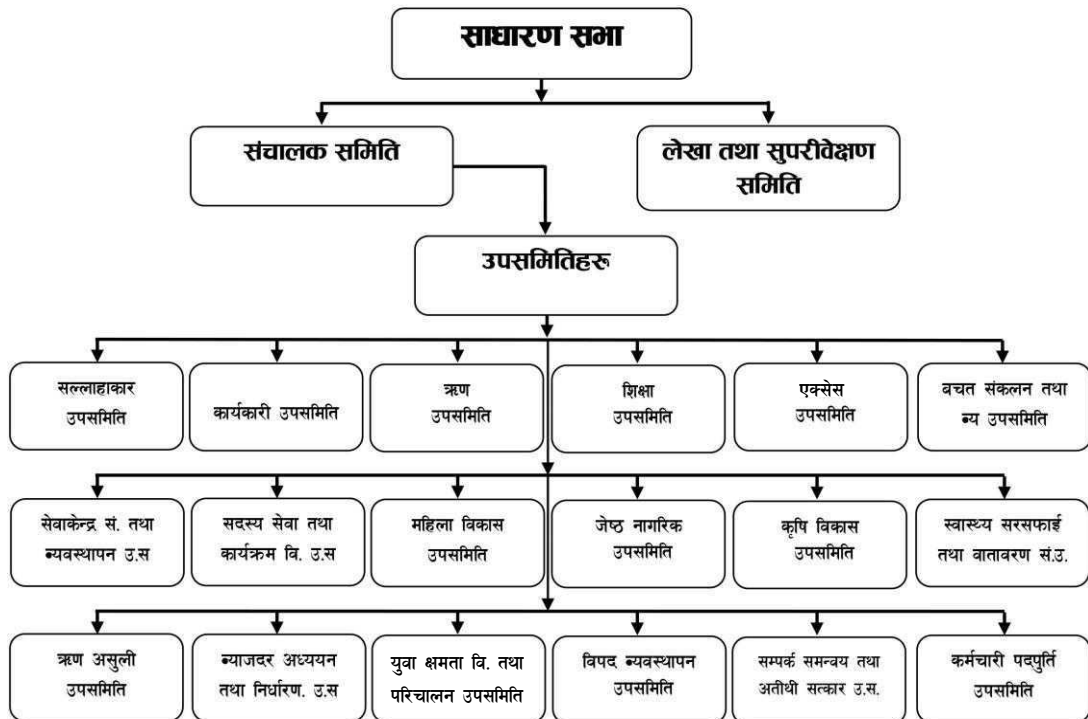 साधारण सभा
संचालक समिति
लेखा तथा सुपरीवेक्षण
समिति
उपसमितिहरु
सल्लाहाकार
उपसमिति
कार्यकारी उपसमिति
ऋण
उपसमिति
शिक्षा
उपसमिति
एक्सेस
उपसमिति
बचत संकलन तथा
ब्य उपसमिति
सेवाकेन्द्र सं. तथा
ब्यवस्थापन उ.स
सदस्य सेवा तथा
कार्यक्रम वि. उ.स
महिला विकास
उपसमिति
जेष्ठ नागरिक
उपसमिति
कृषि विकास
उपसमिति
स्वास्थ्य सरसफाई
तथा वातावरण सं.उ.
ऋण असुली
उपसमिति
ब्याजदर अध्ययन
तथा निर्धारण. उ.स
युवा क्षमता वि. तथा
परिचालन उपसमिति
विपद ब्यवस्थापन
उपसमिति
सम्पर्क समन्वय तथा
अतीथी सत्कार उ.स.
कर्मचारी पदपुर्ति
उपसमिति